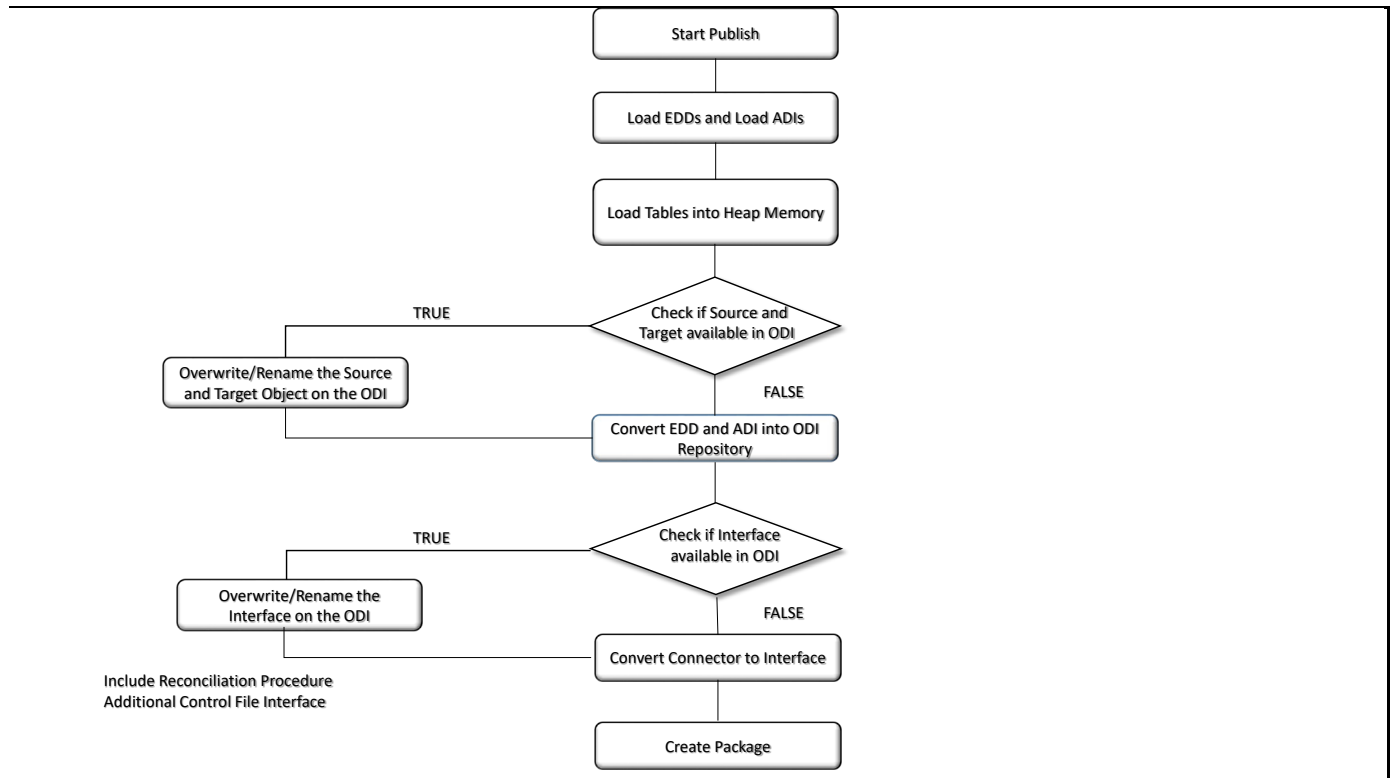 Start Publish
Load EDDs and Load ADIs
Load Tables into Heap Memory
Check if Source and
Target available in ODI
TRUE
Overwrite/Rename the Source
and Target Object on the ODI
FALSE
Convert EDD and ADI into ODI
Repository
Check if Interface
available in ODI
TRUE
Overwrite/Rename the
Interface on the ODI
FALSE
Convert Connector to Interface
Include Reconciliation Procedure
Additional Control File Interface
Create Package